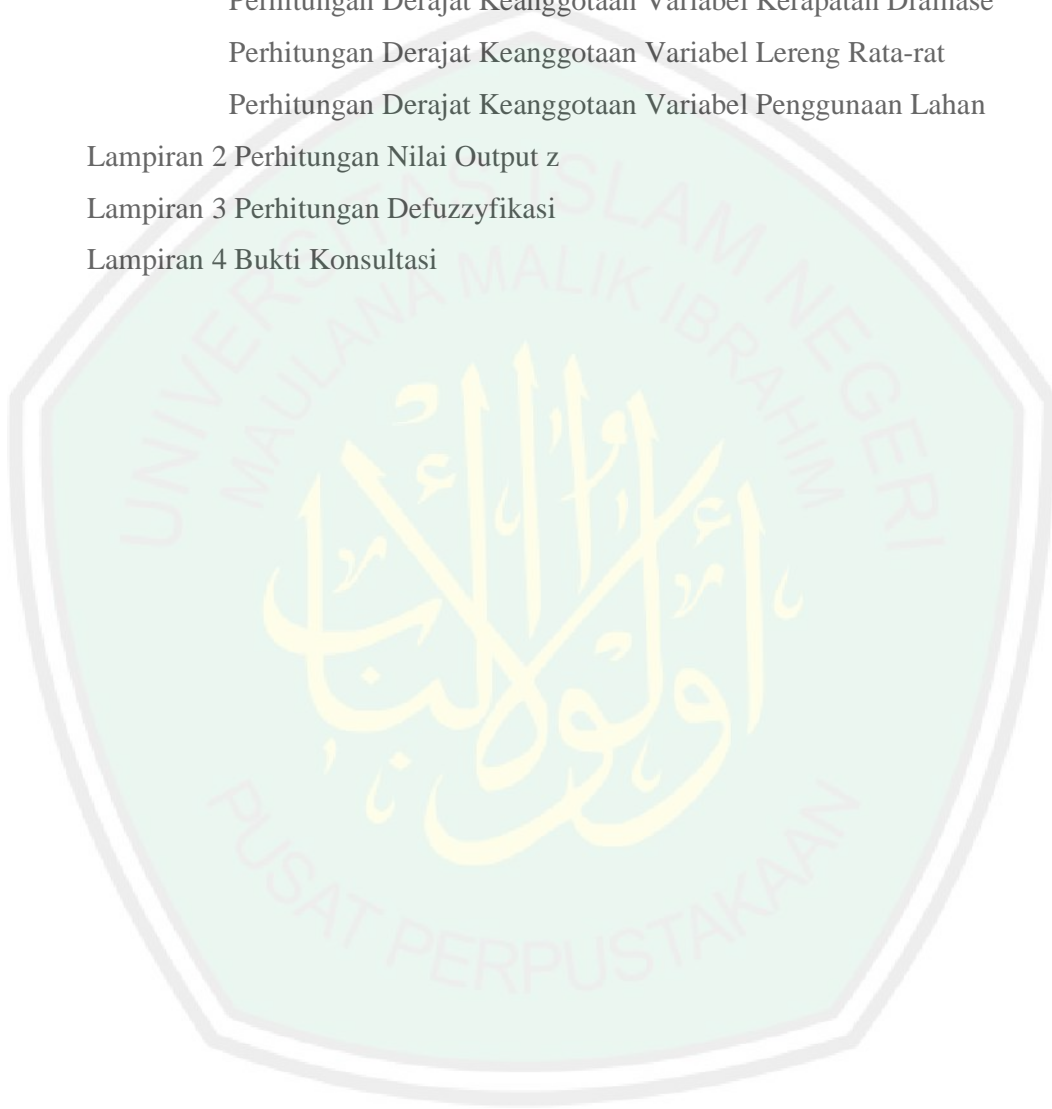 Perhitungan Derajat Keanggotaan Variabel Kerapatan Drainase
Perhitungan Derajat Keanggotaan Variabel Lereng Rata-rat
Perhitungan Derajat Keanggotaan Variabel Penggunaan Lahan
Lampiran 2 Perhitungan Nilai Output z
Lampiran 3 Perhitungan Defuzzyfikasi
Lampiran 4 Bukti Konsultasi
UNIVERSITAS ISLAM NEGERI
MAULANA MALIK IBRAHIM
أولوا الألباب
PUSAT PERPUSTAKAAN